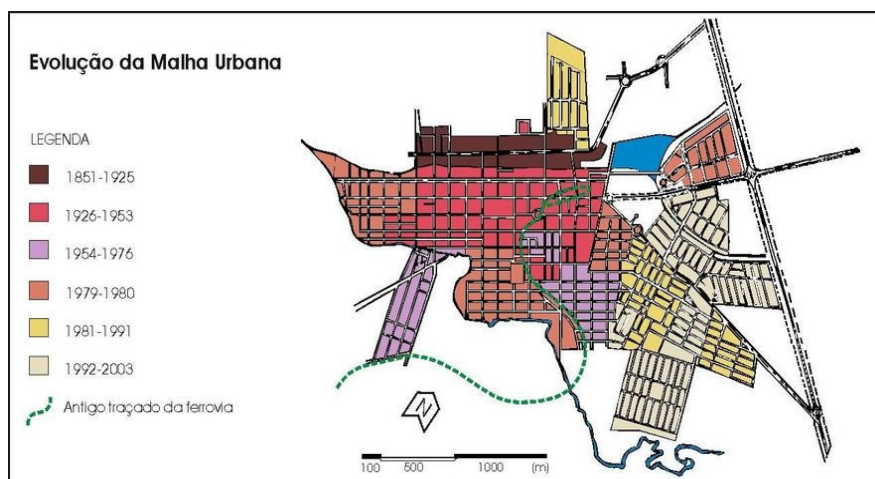 Evolução da Malha Urbana
LEGENDA
1851-1925
1926-1953
1954-1976
1979-1980
1981-1991
1992-2003
Antigo traçado da ferrovia
N
100 500 1000 (m)